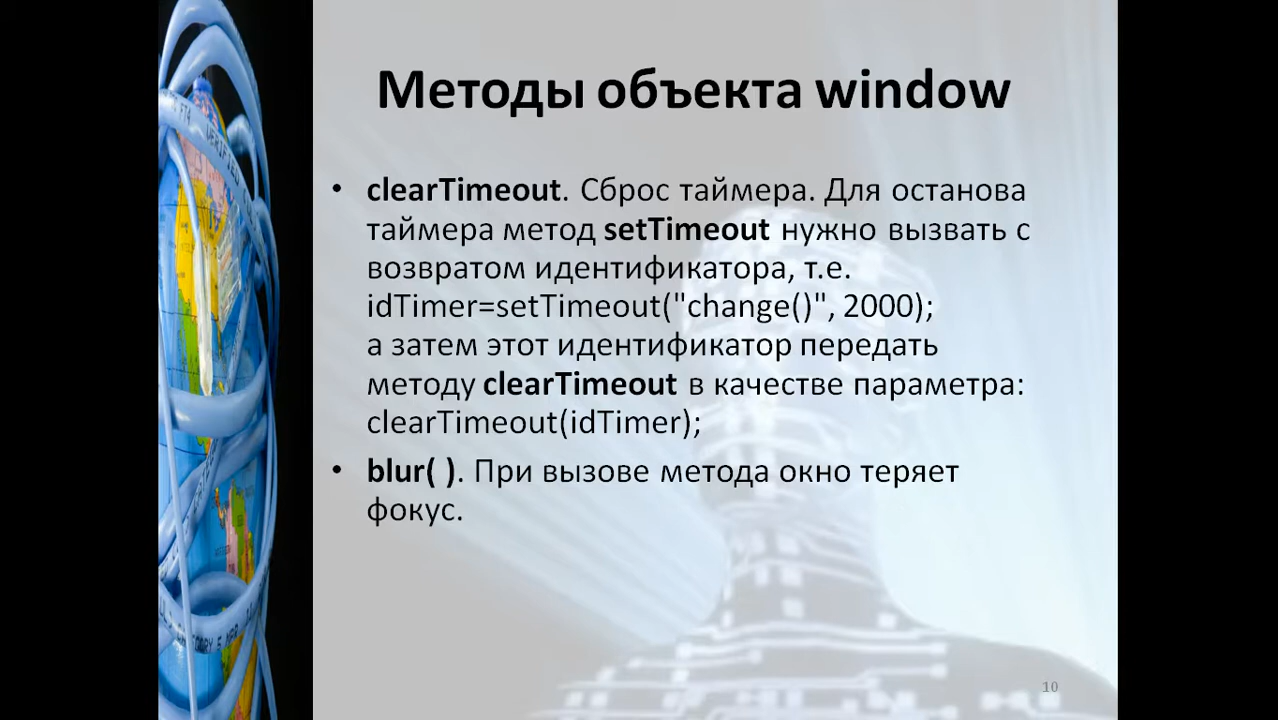 Методы объекта window
• clearTimeout. Сброс таймера. Для останова
таймера метод setTimeout нужно вызвать с
возвратом идентификатора, т.е.
idTimer=setTimeout("change()", 2000);
а затем этот идентификатор передать
методу clearTimeout в качестве параметра:
clearTimeout(idTimer);
• blur( ). При вызове метода окно теряет
фокус.
10